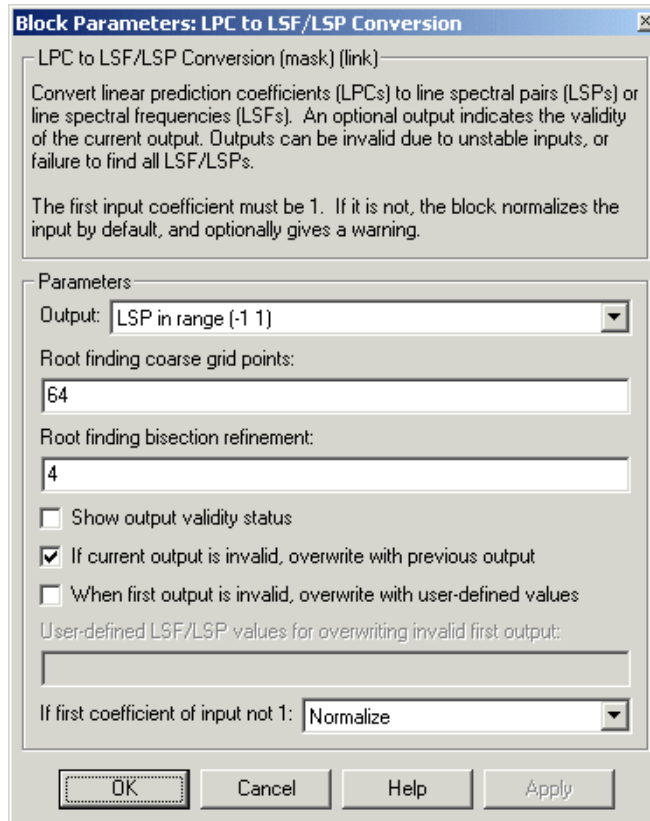 Block Parameters: LPC to LSF/LSP Conversion
LPC to LSF/LSP Conversion (mask) (link)
Convert linear prediction coefficients (LPCs) to line spectral pairs (LSPs) or
line spectral frequencies (LSFs).  An optional output indicates the validity
of the current output. Outputs can be invalid due to unstable inputs, or
failure to find all LSF/LSPs.
The first input coefficient must be 1.  If it is not, the block normalizes the
input by default, and optionally gives a warning.
Parameters
Output: LSP in range (-1 1)
Root finding coarse grid points:
64
Root finding bisection refinement:
4
Show output validity status
If current output is invalid, overwrite with previous output
When first output is invalid, overwrite with user-defined values
User-defined LSF/LSP values for overwriting invalid first output:
If first coefficient of input not 1: Normalize
OK Cancel Help Apply